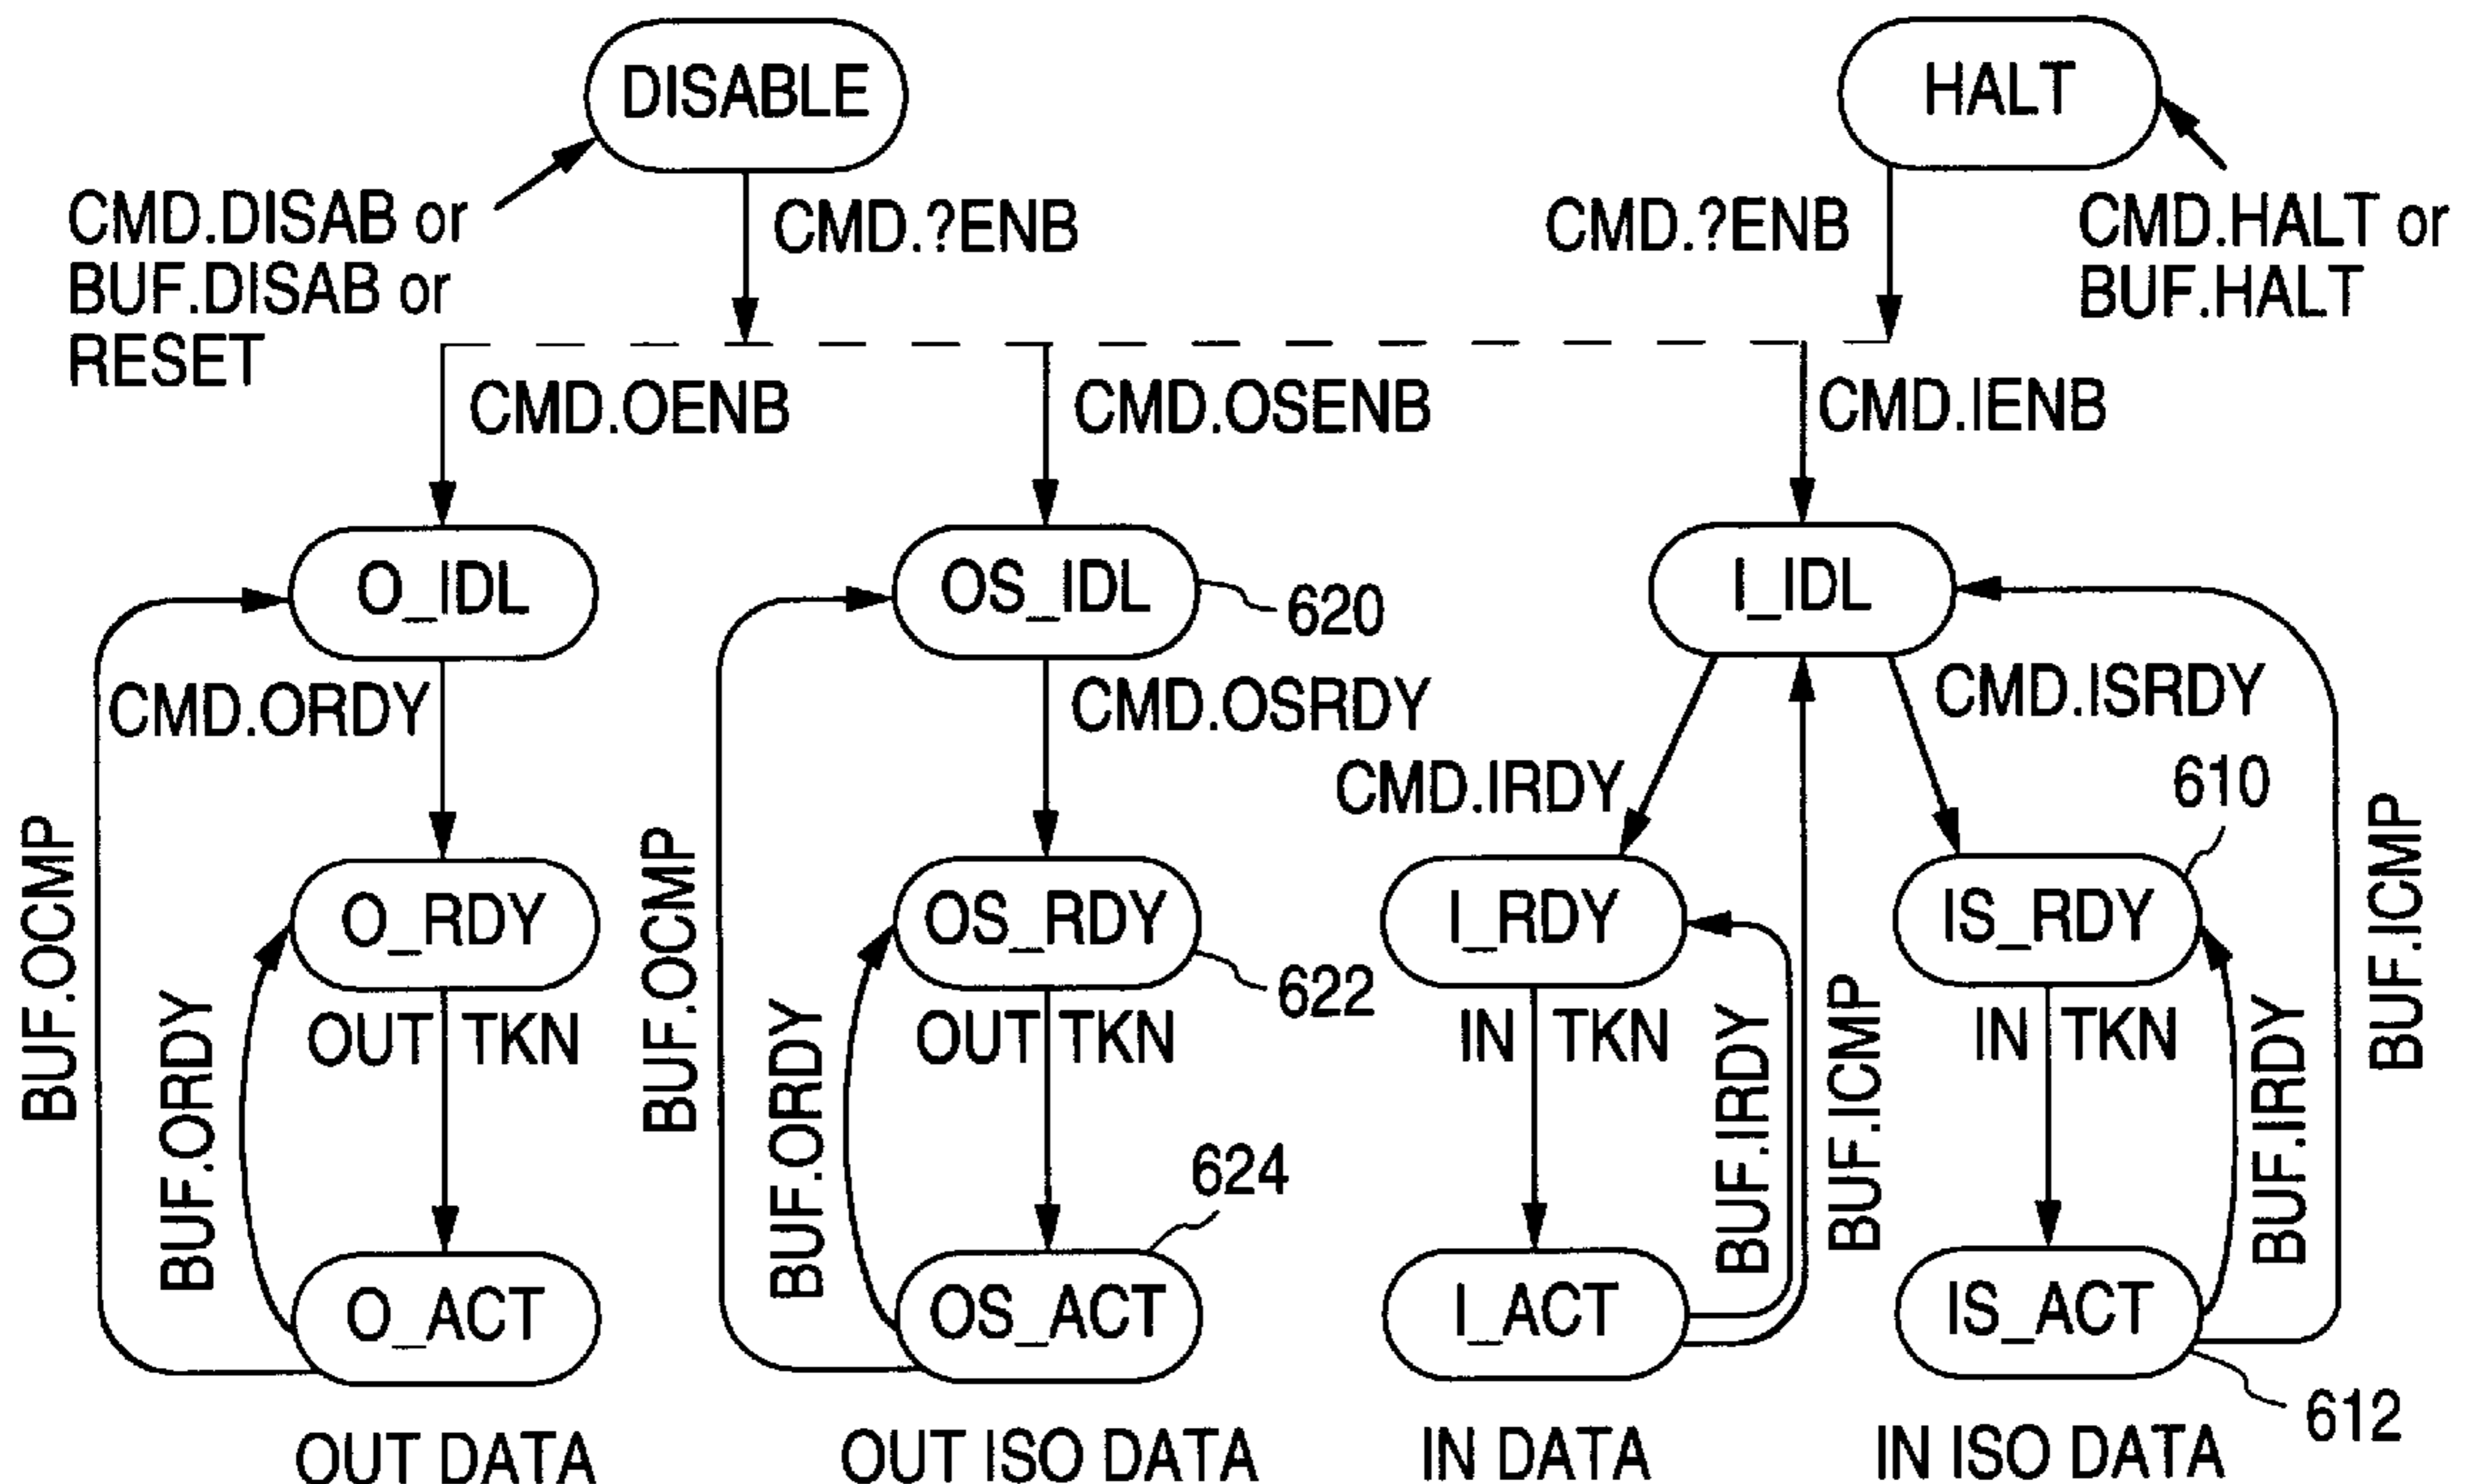 DISABLE
HALT
CMD.DISAB or
BUF.DISAB or
RESET
CMD.?ENB
CMD.?ENB
CMD.HALT or
BUF.HALT
CMD.OENB
CMD.OSENB
CMD.IENB
O_IDL
OS_IDL
620
I_IDL
CMD.ORDY
CMD.OSRDY
CMD.IRDY
CMD.ISRDY
610
BUF.OCMP
O_RDY
BUF.OCMP
OS_RDY
622
I_RDY
IS_RDY
BUF.ICMP
BUF.ORDY
OUT TKN
BUF.ORDY
OUT TKN
IN TKN
BUF.IRDY
BUF.ICMP
IN TKN
BUF.IRDY
624
O_ACT
OS_ACT
I_ACT
IS_ACT
612
OUT DATA
OUT ISO DATA
IN DATA
IN ISO DATA